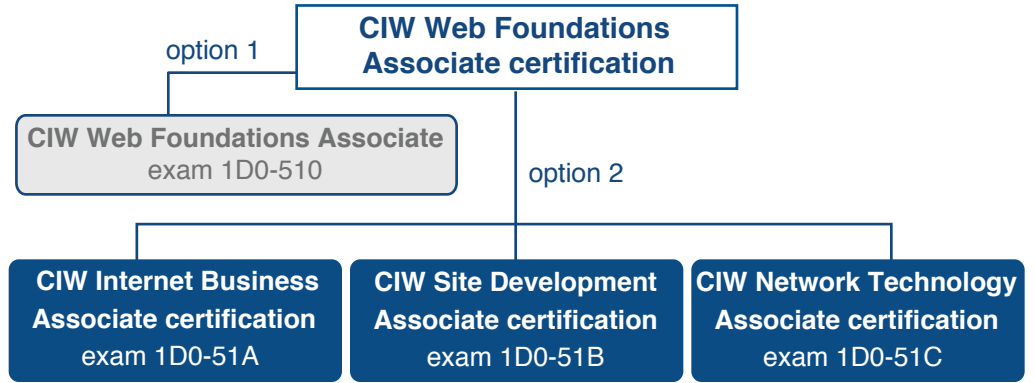 CIW Web Foundations
Associate certification
option 1
CIW Web Foundations Associate
exam 1D0-510
option 2
CIW Internet Business
Associate certification
exam 1D0-51A
CIW Site Development
Associate certification
exam 1D0-51B
CIW Network Technology
Associate certification
exam 1D0-51C